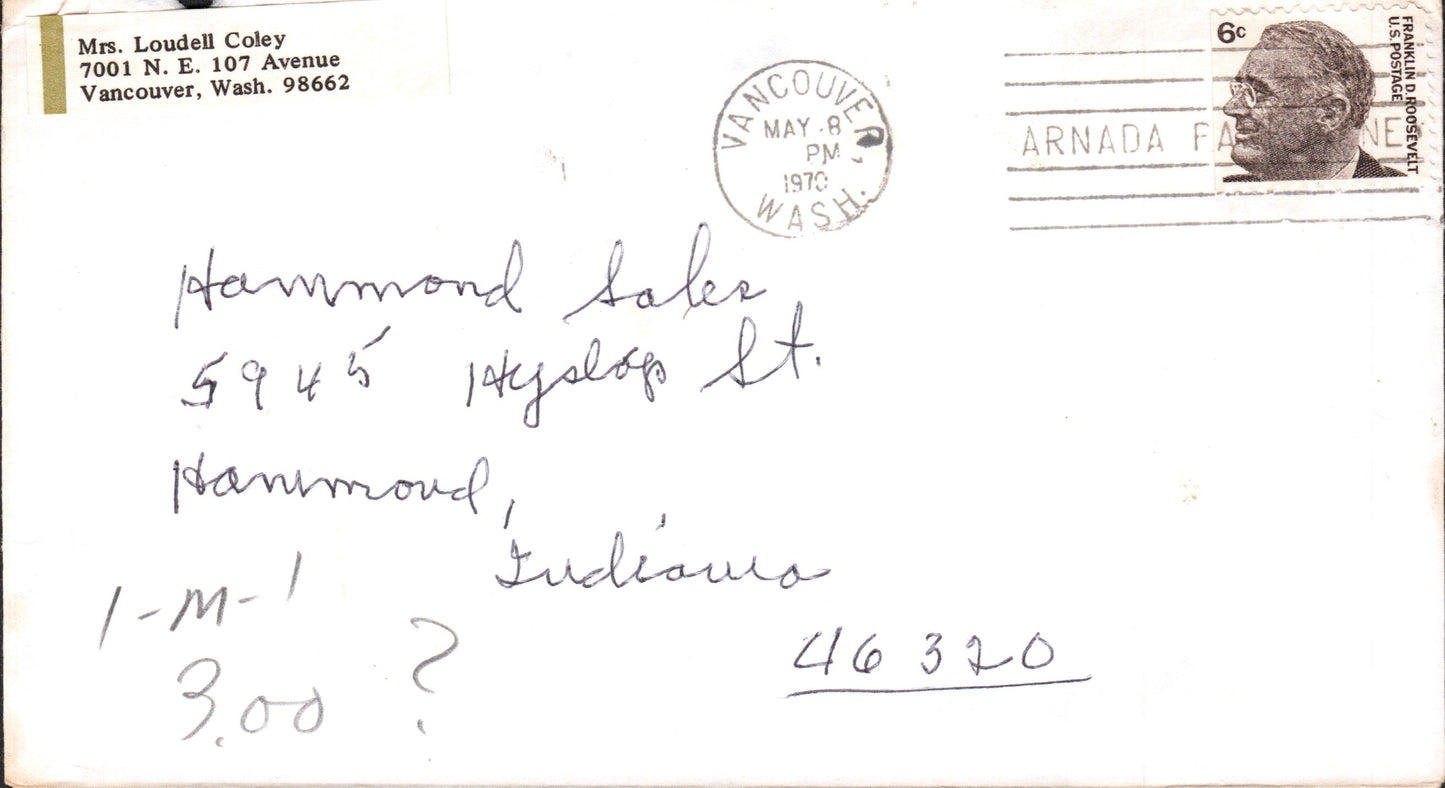 Mrs. Loudell Coley
7001 N. E. 107 Avenue
Vancouver, Wash. 98662
VANCOUVER,
MAY 8
PM
1970
WASH.
ARNADA
6c
FRANKLIN D. ROOSEVELT
U.S. POSTAGE
Hammond Sales
5945 Hyslop St.
Hammond,
Indiana
46320
1-M-1
3.00 ?